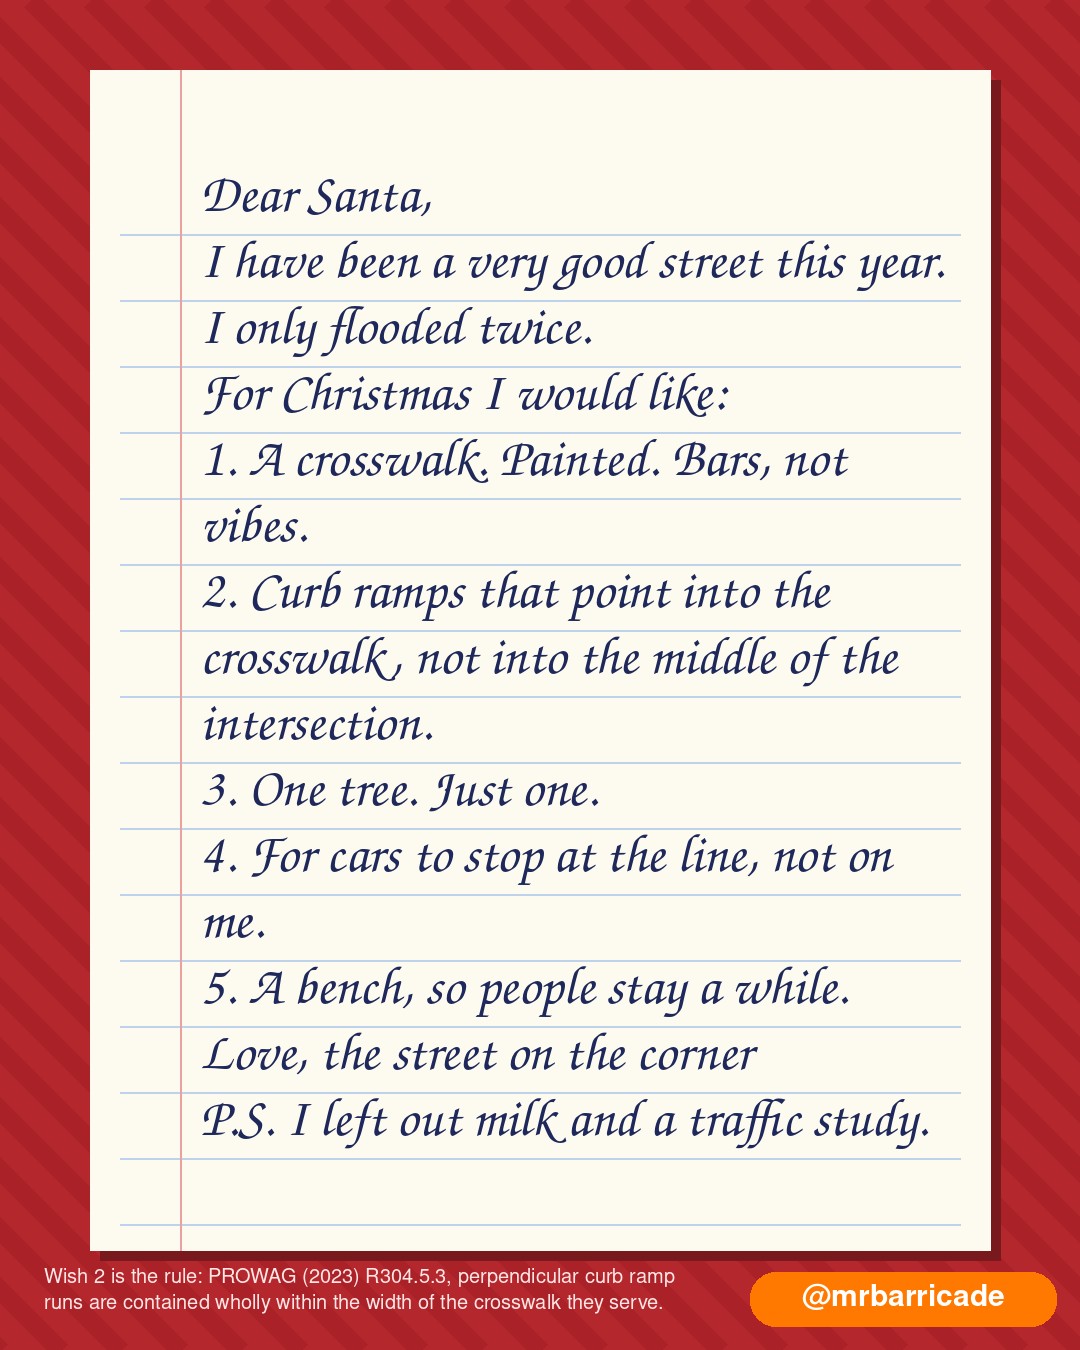 Dear Santa,
I have been a very good street this year.
I only flooded twice.
For Christmas I would like:
1. A crosswalk. Painted. Bars, not
vibes.
2. Curb ramps that point into the
crosswalk, not into the middle of the
intersection.
3. One tree. Just one.
4. For cars to stop at the line, not on
me.
5. A bench, so people stay a while.
Love, the street on the corner
P.S. I left out milk and a traffic study.
Wish 2 is the rule: PROWAG (2023) R304.5.3, perpendicular curb ramp
runs are contained wholly within the width of the crosswalk they serve.
@mrbarricade